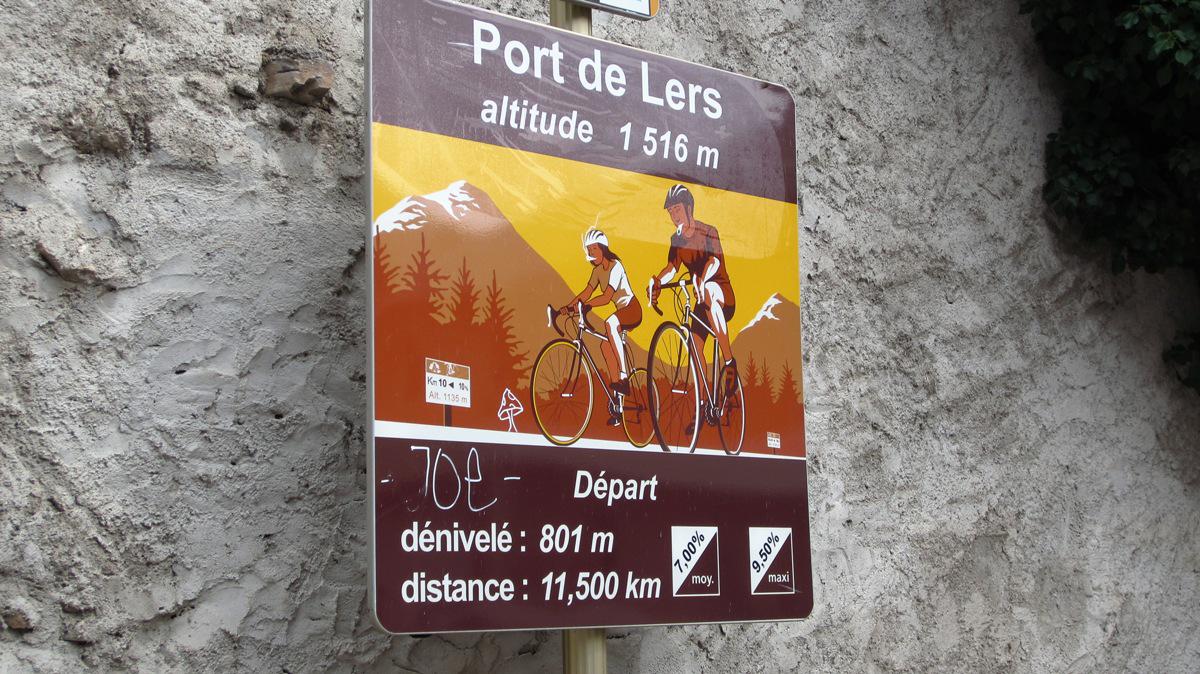 Port de Lers
altitude 1 516 m
Km 10 ◄ 10%
Alt. 1135 m
- JOe -
Départ
dénivelé : 801 m
distance : 11,500 km
7,00%
moy.
9,50%
maxi